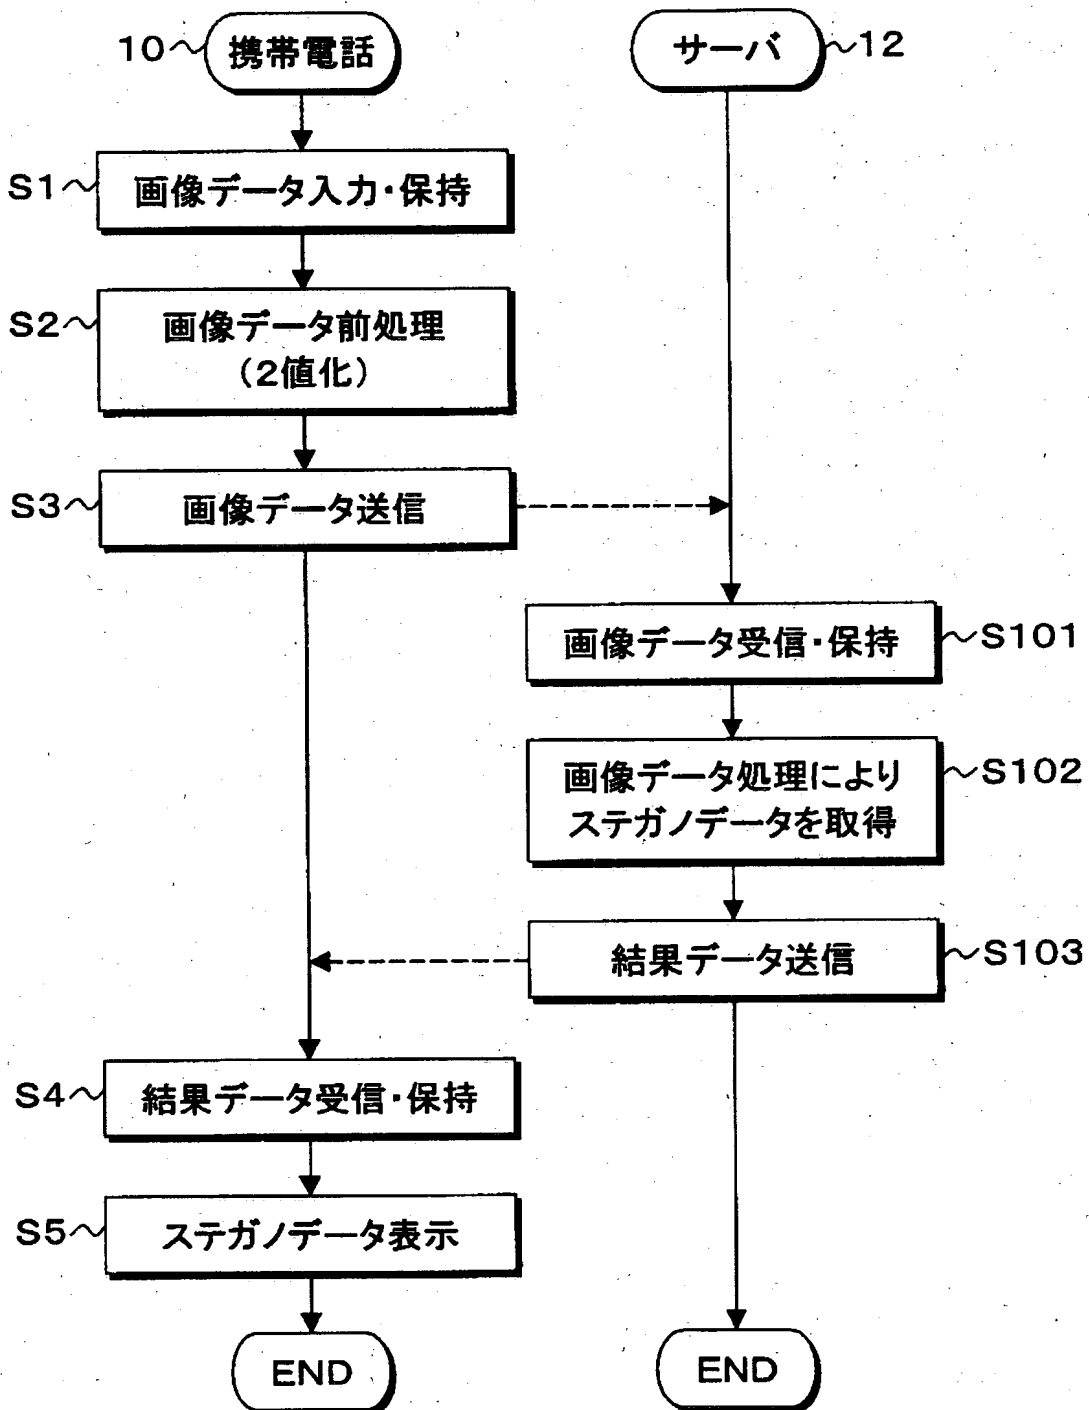 10 携帯電話
サーバ 12
S1 画像データ入力・保持
S2 画像データ前処理
(2値化)
S3 画像データ送信
画像データ受信・保持 S101
画像データ処理により S102
ステガノデータを取得
結果データ送信 S103
S4 結果データ受信・保持
S5 ステガノデータ表示
END
END